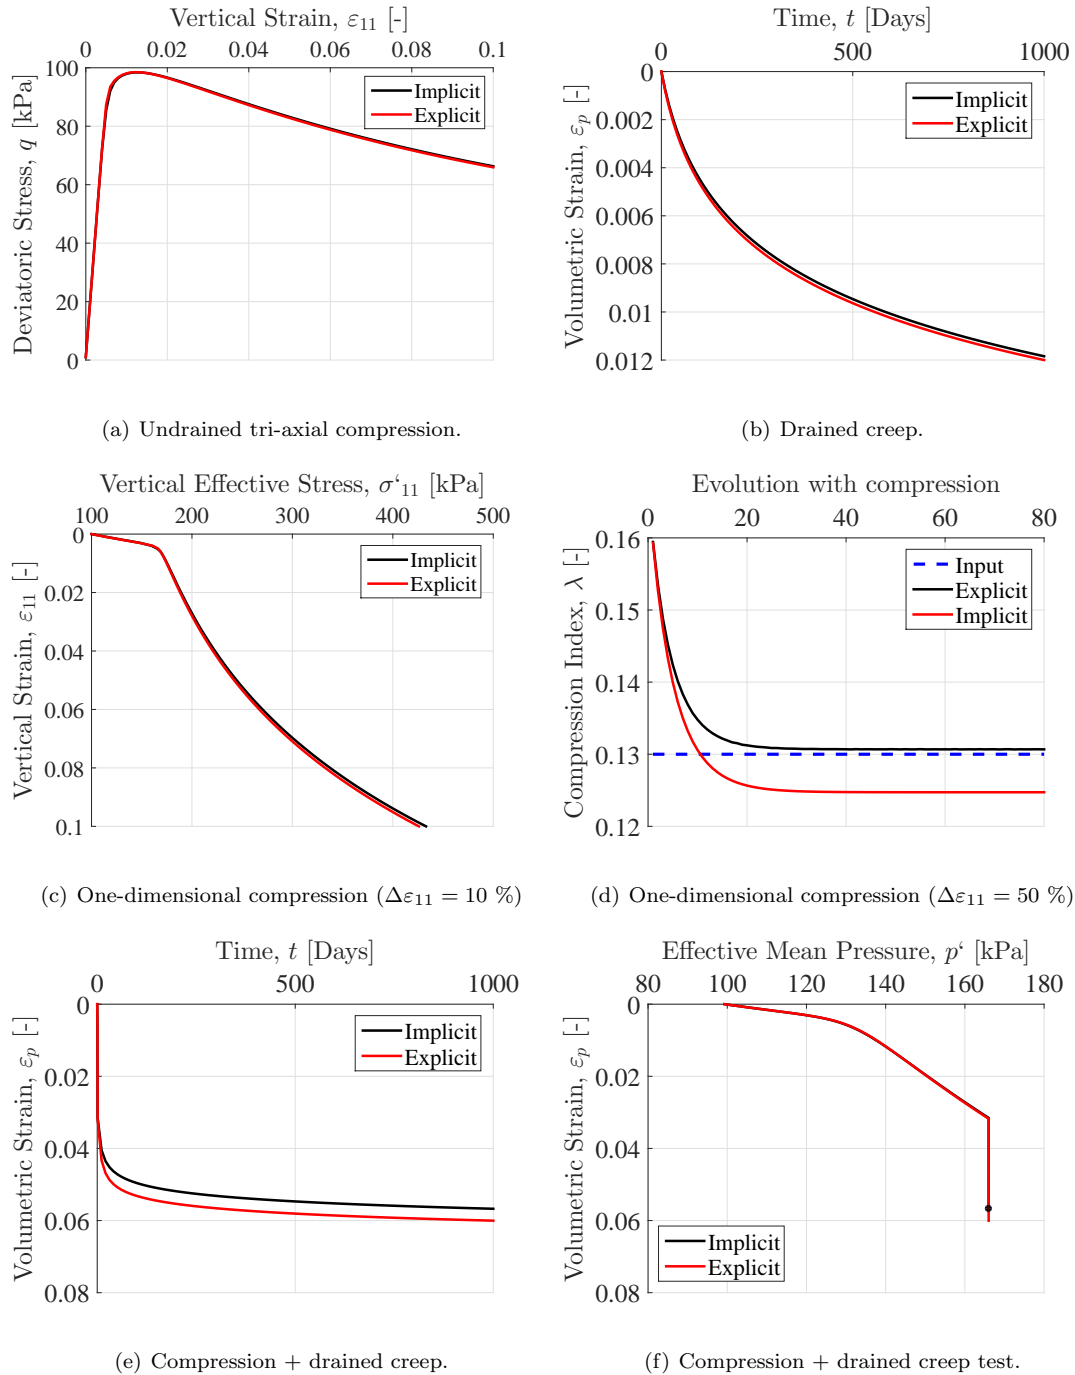 Vertical Strain, ε11 [-]
0 0.02 0.04 0.06 0.08 0.1
Deviatoric Stress, q [kPa]
100
80
60
40
20
0
Implicit
Explicit
(a) Undrained tri-axial compression.
Time, t [Days]
0 500 1000
Volumetric Strain, εp [-]
0
0.002
0.004
0.006
0.008
0.01
0.012
Implicit
Explicit
(b) Drained creep.
Vertical Effective Stress, σ‘11 [kPa]
100 200 300 400 500
Vertical Strain, ε11 [-]
0
0.02
0.04
0.06
0.08
0.1
Implicit
Explicit
(c) One-dimensional compression (Δε11 = 10 %)
Evolution with compression
0 20 40 60 80
Compression Index, λ [-]
0.16
0.15
0.14
0.13
0.12
Input
Explicit
Implicit
(d) One-dimensional compression (Δε11 = 50 %)
Time, t [Days]
0 500 1000
Volumetric Strain, εp [-]
0
0.02
0.04
0.06
0.08
Implicit
Explicit
(e) Compression + drained creep.
Effective Mean Pressure, p‘ [kPa]
80 100 120 140 160 180
Volumetric Strain, εp [-]
0
0.02
0.04
0.06
0.08
Implicit
Explicit
(f) Compression + drained creep test.